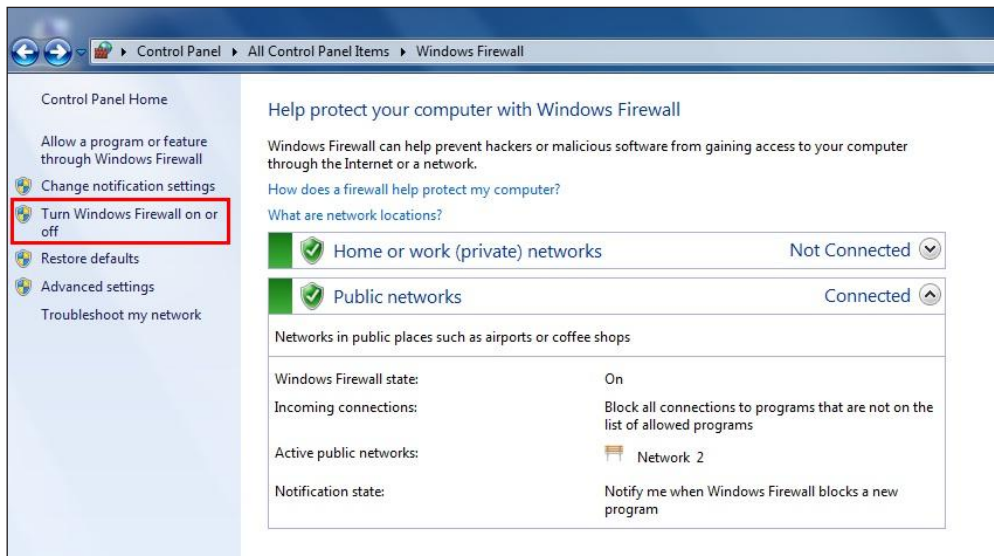 Control Panel All Control Panel Items Windows Firewall
Control Panel Home
Allow a program or feature
through Windows Firewall
Change notification settings
Turn Windows Firewall on or
off
Restore defaults
Advanced settings
Troubleshoot my network
Help protect your computer with Windows Firewall
Windows Firewall can help prevent hackers or malicious software from gaining access to your computer
through the Internet or a network.
How does a firewall help protect my computer?
What are network locations?
Home or work (private) networks Not Connected
Public networks Connected
Networks in public places such as airports or coffee shops
Windows Firewall state: On
Incoming connections: Block all connections to programs that are not on the
list of allowed programs
Active public networks: Network 2
Notification state: Notify me when Windows Firewall blocks a new
program